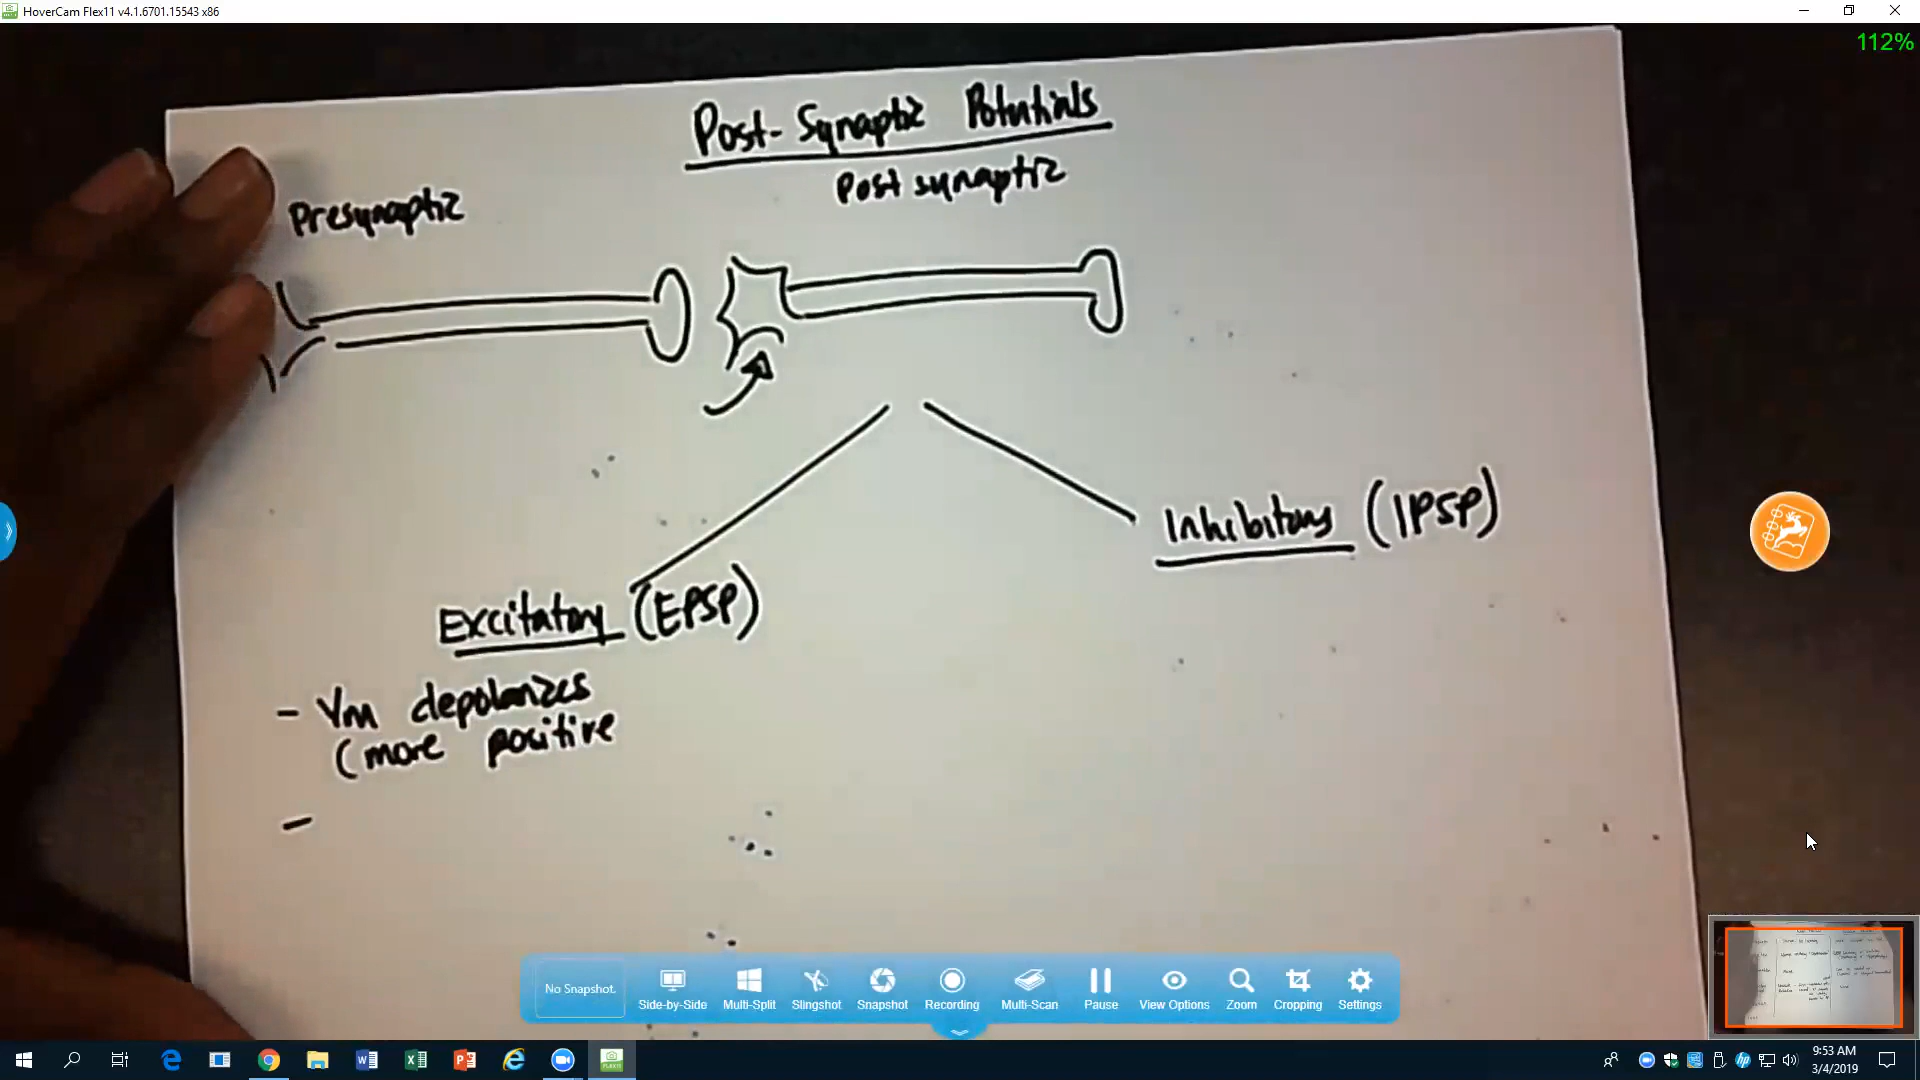 HoverCam Flex11 v4.1.6701.15543 x86
112%
Post-Synaptic Potentials
Post synaptic
Presynaptic
Inhibitory (IPSP)
Excitatory (EPSP)
- Vm depolarizes
(more positive
-
No Snapshot.
Side-by-Side
Multi-Split
Slingshot
Snapshot
Recording
Multi-Scan
Pause
View Options
Zoom
Cropping
Settings
9:53 AM
3/4/2019